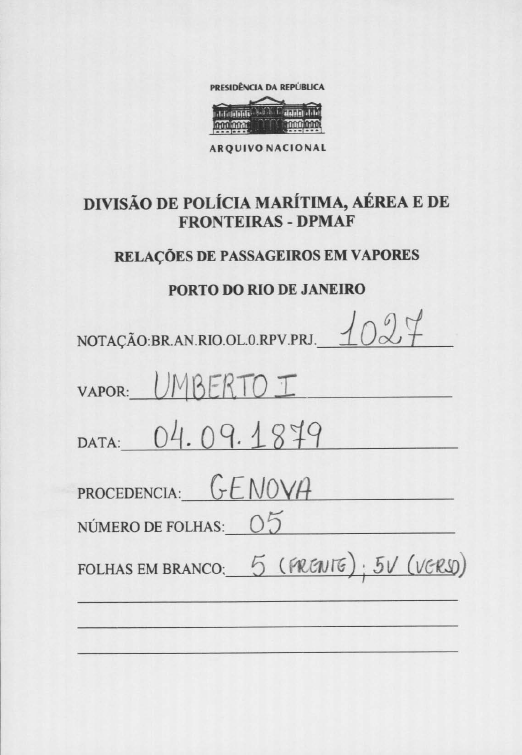 PRESIDÊNCIA DA REPÚBLICA
ARQUIVO NACIONAL
DIVISÃO DE POLÍCIA MARÍTIMA, AÉREA E DE
FRONTEIRAS - DPMAF
RELAÇÕES DE PASSAGEIROS EM VAPORES
PORTO DO RIO DE JANEIRO
NOTAÇÃO:BR.AN.RIO.OL.0.RPV.PRJ. 1027
VAPOR: UMBERTO I
DATA: 04.09.1879
PROCEDENCIA: GENOVA
NÚMERO DE FOLHAS: 05
FOLHAS EM BRANCO: 5 (FRENTE); 5V (VERSO)